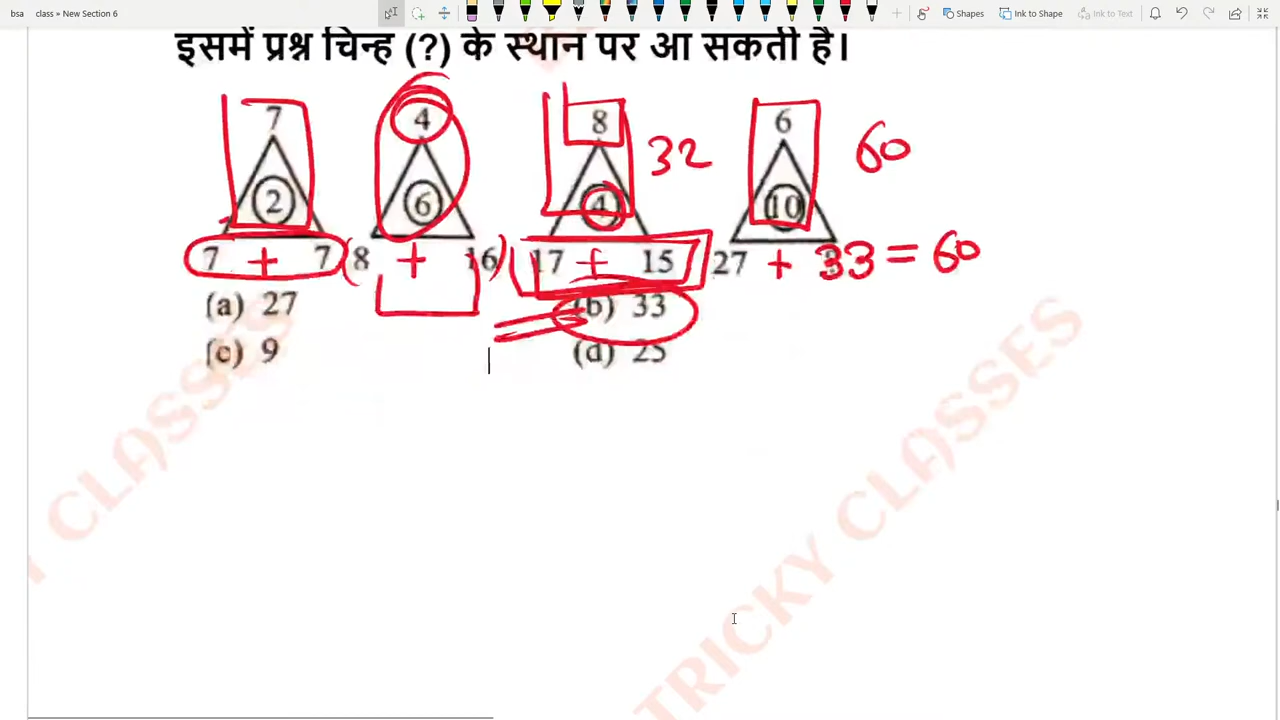 bsa class » New Section 6 Shapes Ink to Shape Ink to Text
इसमें प्रश्न चिन्ह (?) के स्थान पर आ सकती है।
7 4 8 6
32 60
2 6 4 10
7 + 7 (8 + 16) 17 + 15 27 + 33 = 60
(a) 27 (b) 33
(c) 9 (d) 25
TRICKY CLASSES